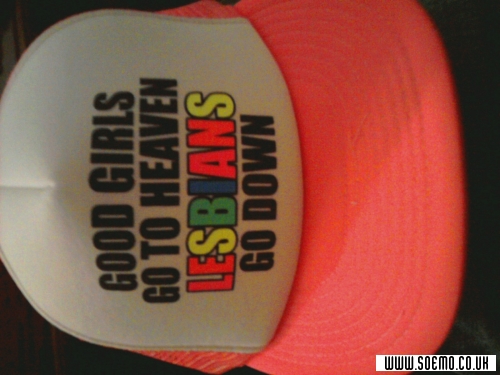 GOOD GIRLS
GO TO HEAVEN
LESBIANS
GO DOWN
WWW.SOEMO.CO.UK